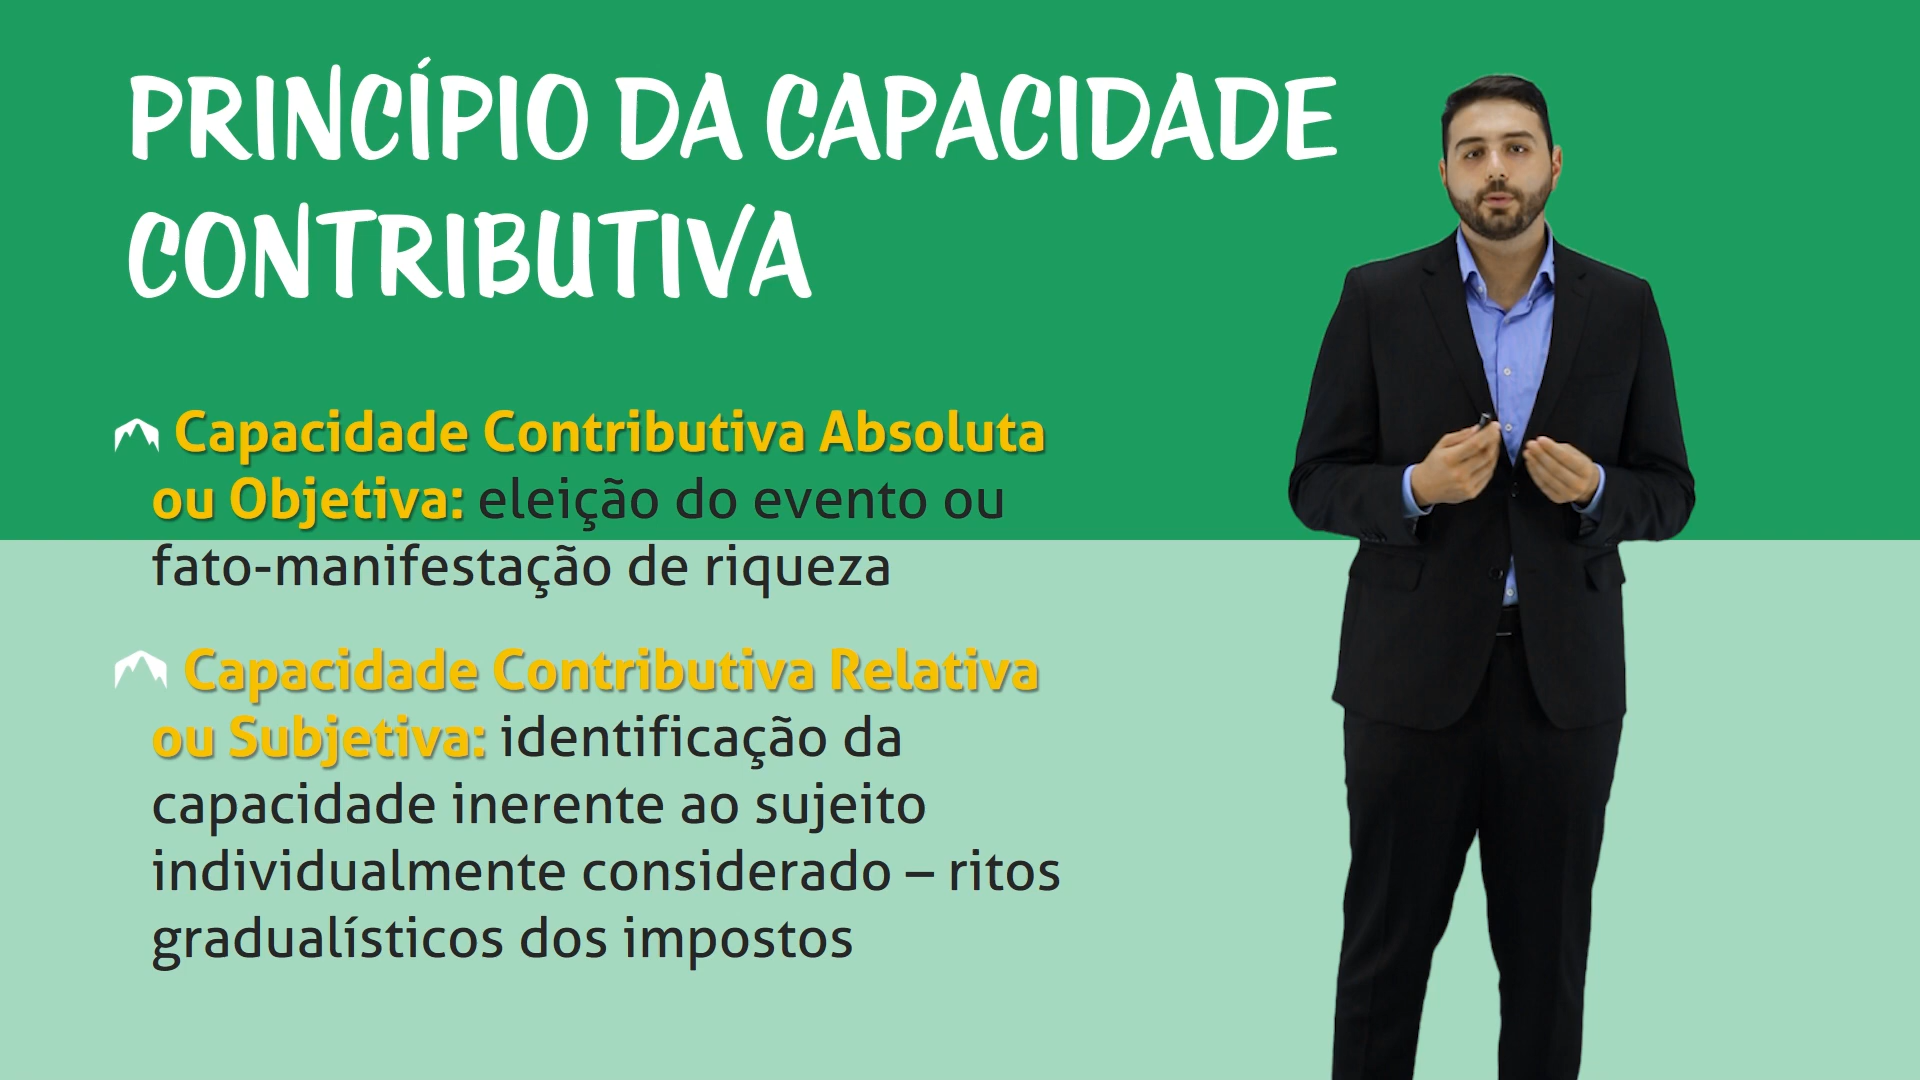 PRINCÍPIO DA CAPACIDADE
CONTRIBUTIVA
Capacidade Contributiva Absoluta
ou Objetiva: eleição do evento ou
fato-manifestação de riqueza
Capacidade Contributiva Relativa
ou Subjetiva: identificação da
capacidade inerente ao sujeito
individualmente considerado – ritos
gradualísticos dos impostos